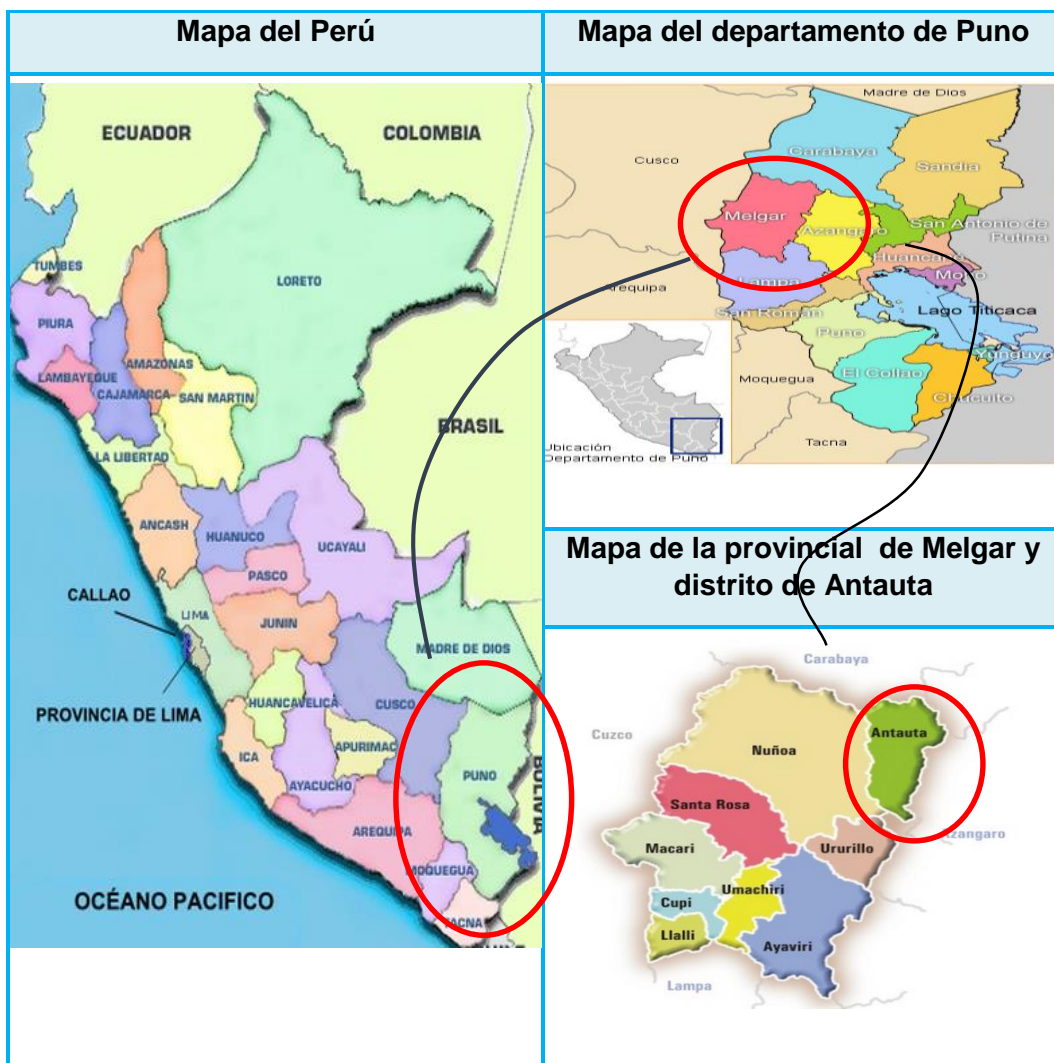 Mapa del Perú
ECUADOR
COLOMBIA
TUMBES
LORETO
PIURA
LAMBAYEQUE
AMAZONAS
CAJAMARCA
SAN MARTIN
BRASIL
LA LIBERTAD
ANCASH
HUANUCO
UCAYALI
PASCO
CALLAO
LIMA
JUNIN
MADRE DE DIOS
HUANCAVELICA
CUSCO
PROVINCIA DE LIMA
APURIMAC
ICA
AYACUCHO
PUNO
BOLIVIA
AREQUIPA
MOQUEGUA
OCÉANO PACIFICO
TACNA
Mapa del departamento de Puno
Madre de Dios
Cusco
Carabaya
Sandia
Melgar
Azangaro
San Antonio de
Putina
Huancané
Moho
Lampa
Arequipa
San Román
Lago Titicaca
Puno
Yunguyo
El Collao
Moquegua
Chucuito
Tacna
Ubicación
Departamento de Puno
Mapa de la provincial de Melgar y
distrito de Antauta
Carabaya
Cuzco
Antauta
Nuñoa
Santa Rosa
Azangaro
Macari
Ururillo
Umachiri
Cupi
Llalli
Ayaviri
Lampa